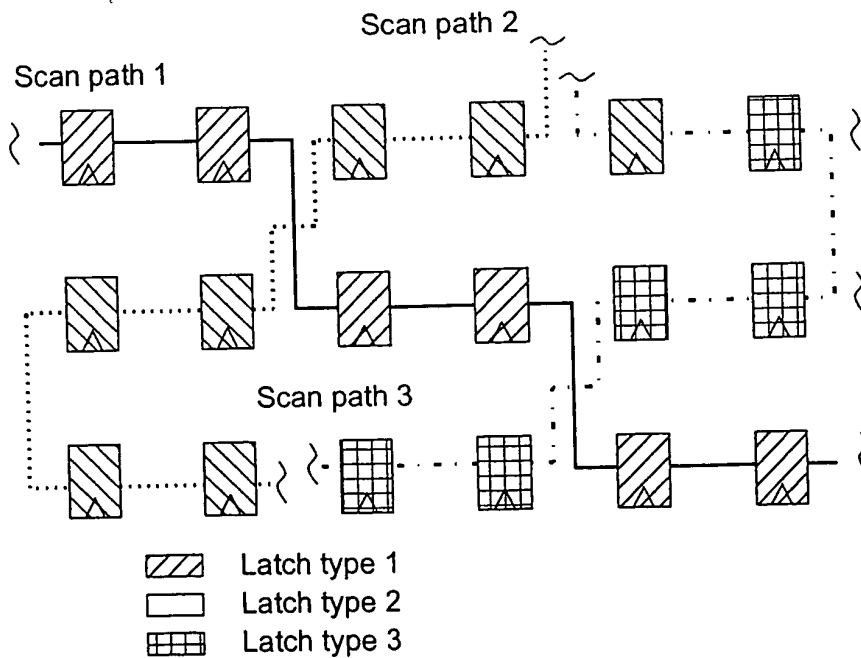 Scan path 2
Scan path 1
Scan path 3
Latch type 1
Latch type 2
Latch type 3